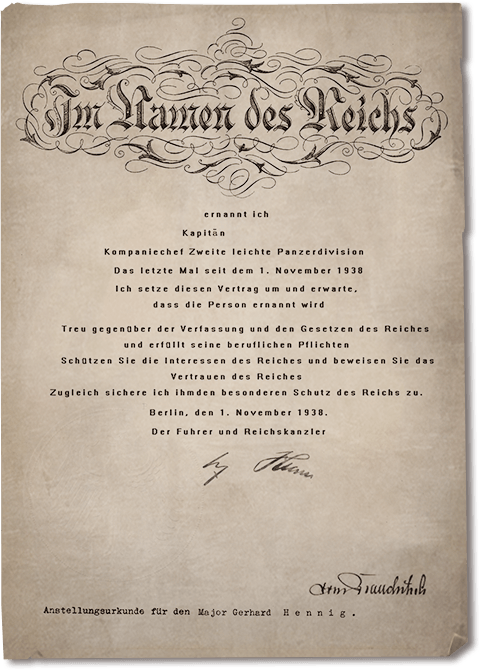 Im Namen des Reichs
ernannt ich
Kapitän
Kompaniechef Zweite leichte Panzerdivision
Das letzte Mal seit dem 1. November 1938
Ich setze diesen Vertrag um und erwarte,
dass die Person ernannt wird
Treu gegenüber der Verfassung und den Gesetzen des Reiches
und erfüllt seine beruflichen Pflichten
Schützen Sie die Interessen des Reiches und beweisen Sie das
Vertrauen des Reiches
Zugleich sichere ich ihmden besonderen Schutz des Reichs zu.
Berlin, den 1. November 1938.
Der Fuhrer und Reichskanzler
Anstellungsurkunde für den Major Gerhard Hennig.